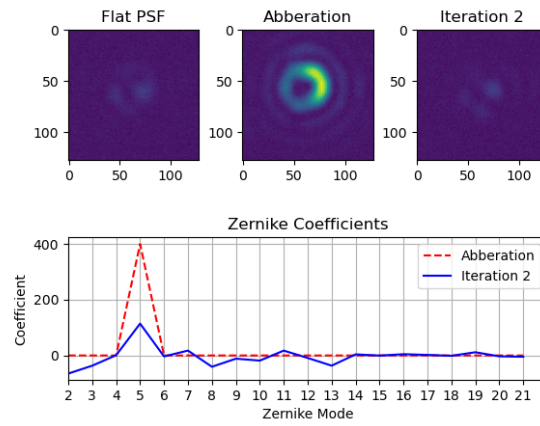 Flat PSF
Abberation
Iteration 2
0
50
100
0
50
100
0
50
100
0 50 100
0 50 100
0 50 100
Zernike Coefficients
Coefficient
400
200
0
Abberation
Iteration 2
2 3 4 5 6 7 8 9 10 11 12 13 14 15 16 17 18 19 20 21
Zernike Mode